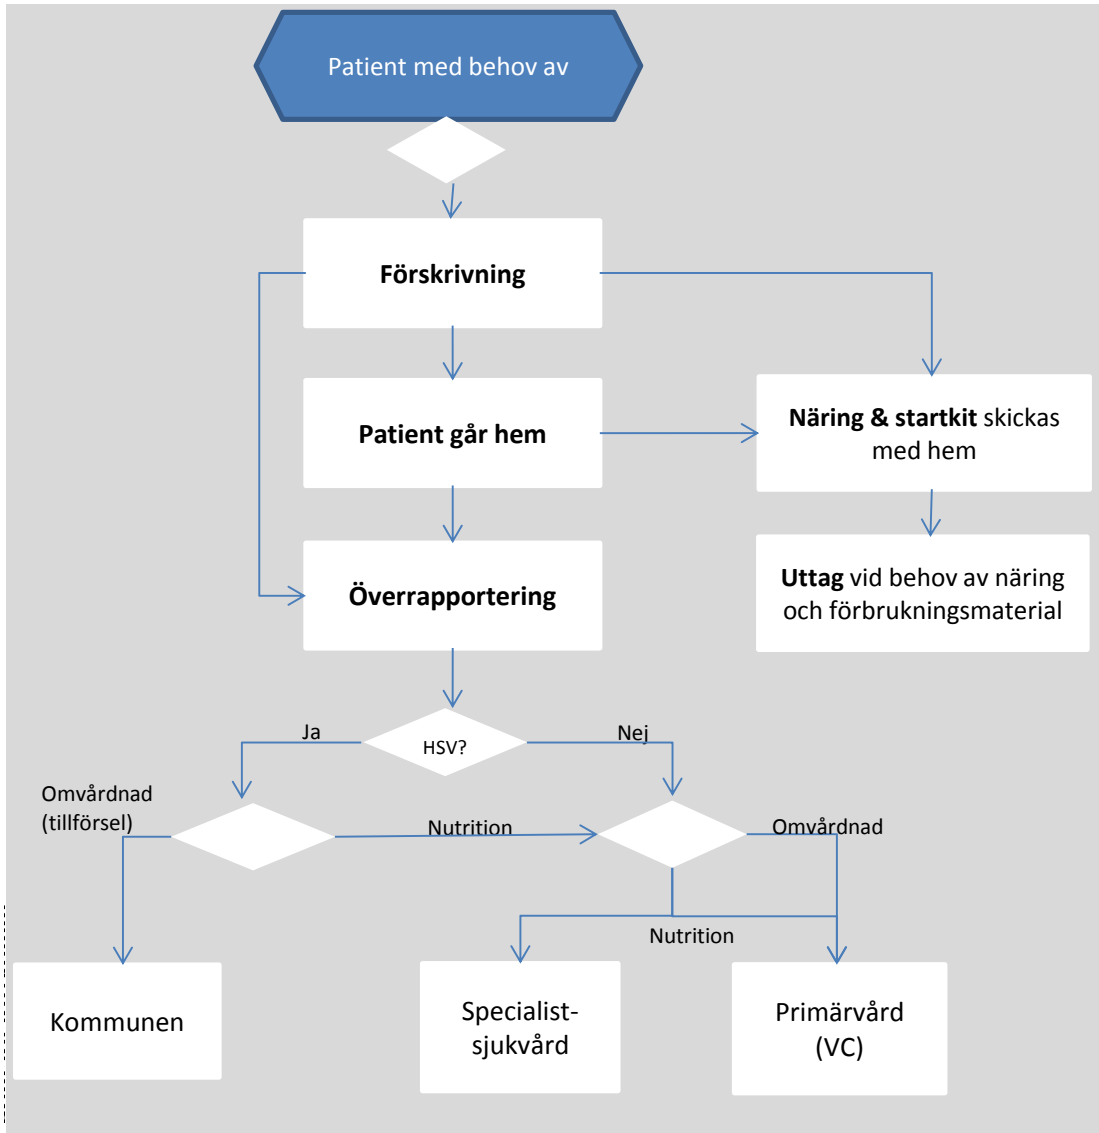 Patient med behov av
Förskrivning
Patient går hem
Näring & startkit skickas
med hem
Överrapportering
Uttag vid behov av näring
och förbrukningsmaterial
Ja
HSV?
Nej
Omvårdnad
(tillförsel)
Nutrition
Omvårdnad
Nutrition
Kommunen
Specialist-
sjukvård
Primärvård
(VC)